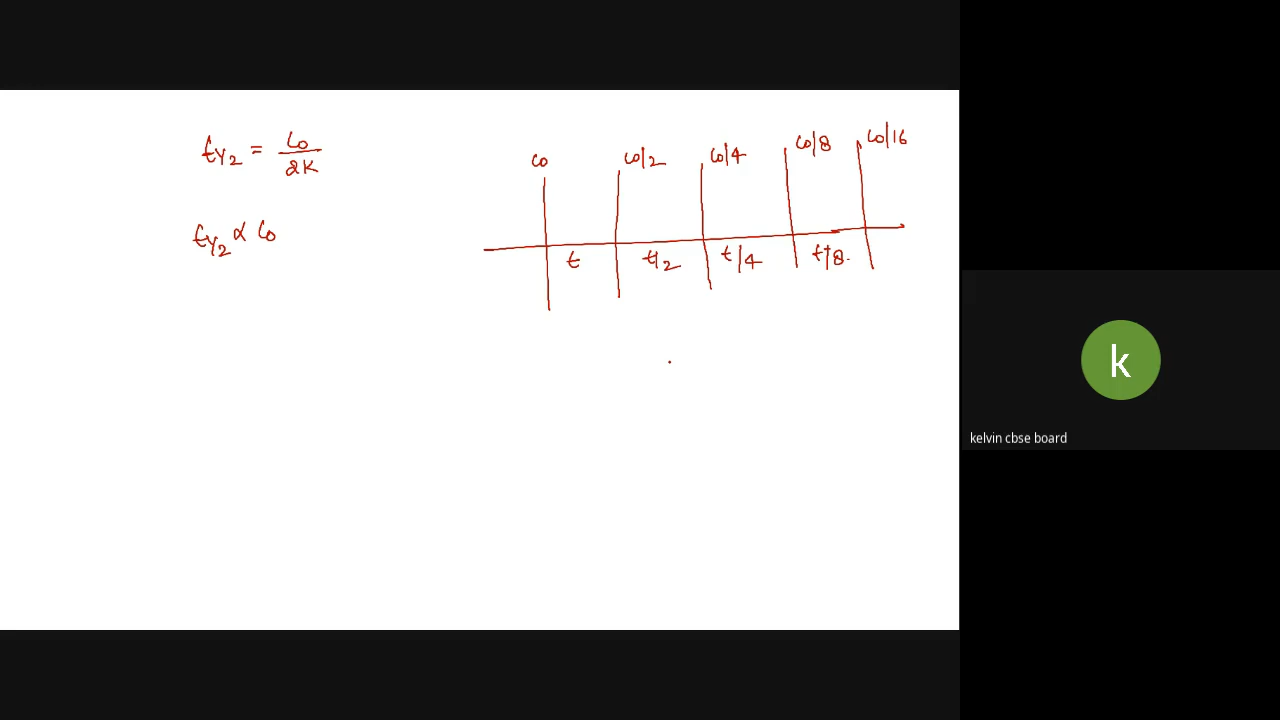 t1/2 = C0/2K
t1/2 ∝ C0
C0 C0/2 C0/4 C0/8 C0/16
t t/2 t/4 t/8
k
kelvin cbse board